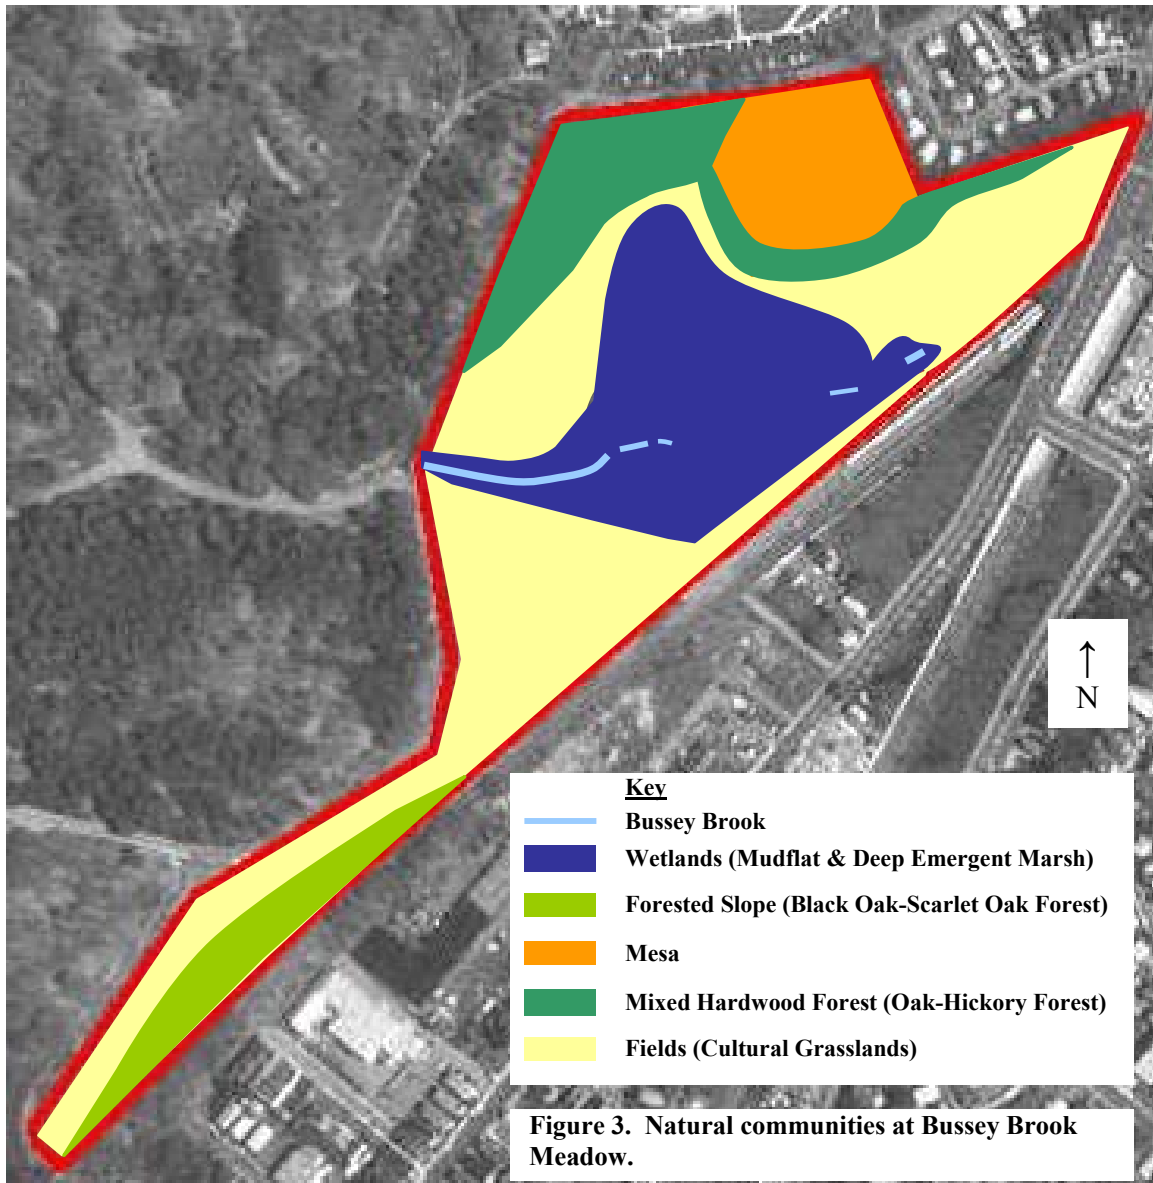 ↑
N
Key
Bussey Brook
Wetlands (Mudflat & Deep Emergent Marsh)
Forested Slope (Black Oak-Scarlet Oak Forest)
Mesa
Mixed Hardwood Forest (Oak-Hickory Forest)
Fields (Cultural Grasslands)
Figure 3.  Natural communities at Bussey Brook
Meadow.